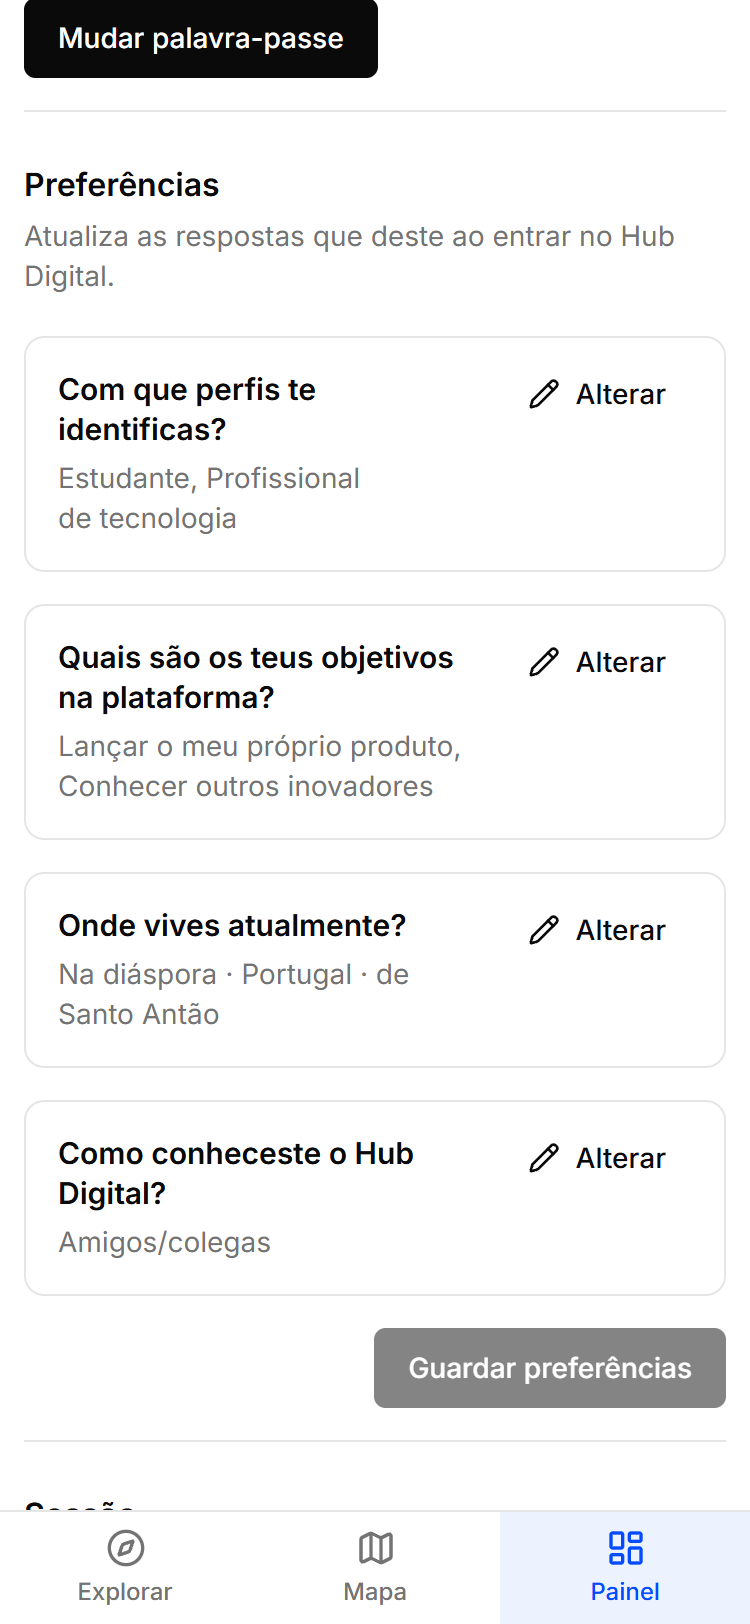 Mudar palavra-passe
Preferências
Atualiza as respostas que deste ao entrar no Hub
Digital.
Com que perfis te
identificas?
Alterar
Estudante, Profissional
de tecnologia
Quais são os teus objetivos
na plataforma?
Alterar
Lançar o meu próprio produto,
Conhecer outros inovadores
Onde vives atualmente?
Alterar
Na diáspora · Portugal · de
Santo Antão
Como conheceste o Hub
Digital?
Alterar
Amigos/colegas
Guardar preferências
Explorar
Mapa
Painel